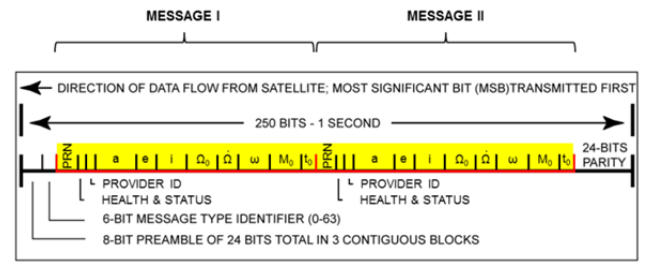 MESSAGE I MESSAGE II
DIRECTION OF DATA FLOW FROM SATELLITE; MOST SIGNIFICANT BIT (MSB)TRANSMITTED FIRST
250 BITS - 1 SECOND
PRN a e i Ω₀ Ω̇ ω M₀ t₀ PRN a e i Ω₀ Ω̇ ω M₀ t₀ 24-BITS
PARITY
PROVIDER ID PROVIDER ID
HEALTH & STATUS HEALTH & STATUS
6-BIT MESSAGE TYPE IDENTIFIER (0-63)
8-BIT PREAMBLE OF 24 BITS TOTAL IN 3 CONTIGUOUS BLOCKS